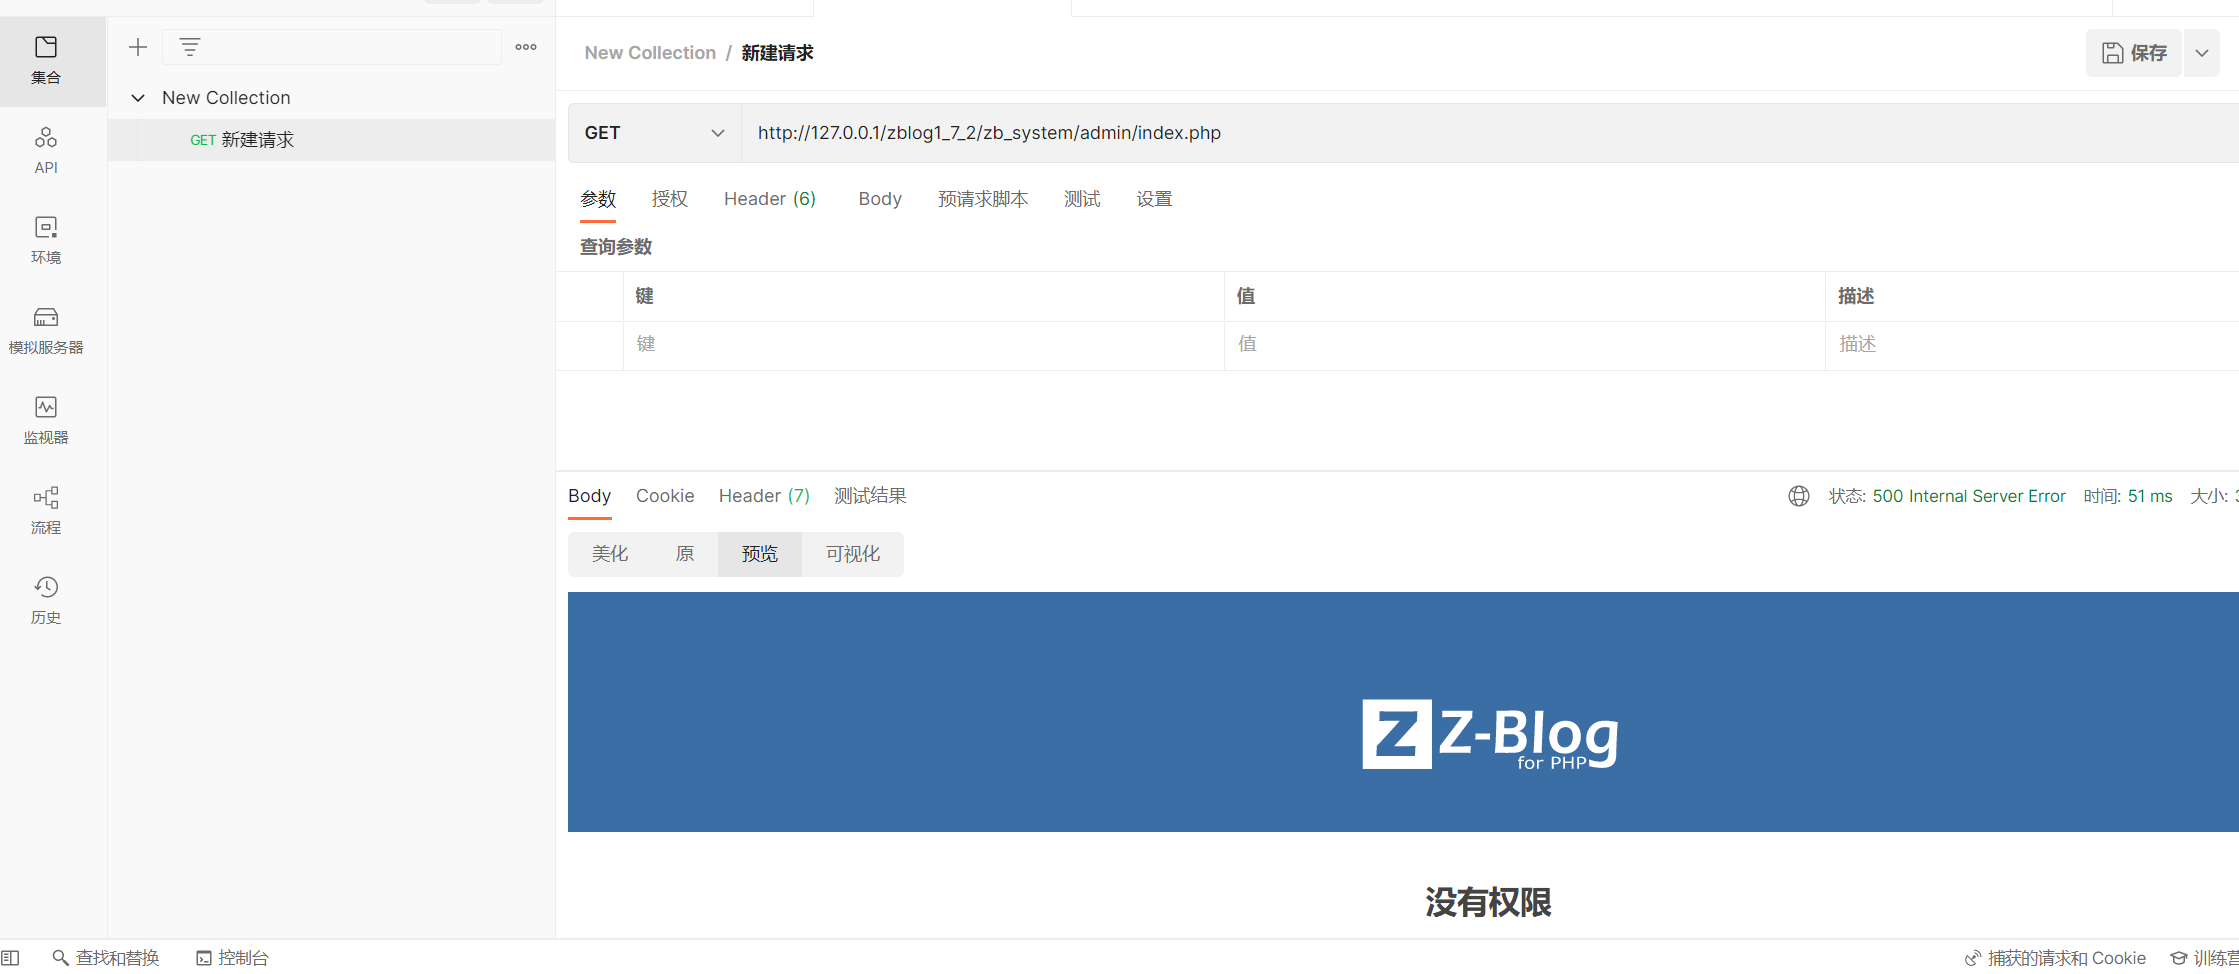 集合
API
环境
模拟服务器
监视器
流程
历史
New Collection
GET 新建请求
New Collection / 新建请求
保存
GET
http://127.0.0.1/zblog1_7_2/zb_system/admin/index.php
参数 授权 Header (6) Body 预请求脚本 测试 设置
查询参数
键 值 描述
键 值 描述
Body Cookie Header (7) 测试结果
状态: 500 Internal Server Error 时间: 51 ms 大小:
美化 原 预览 可视化
Z Z-Blog
for PHP
没有权限
查找和替换 控制台
捕获的请求和 Cookie 训练营